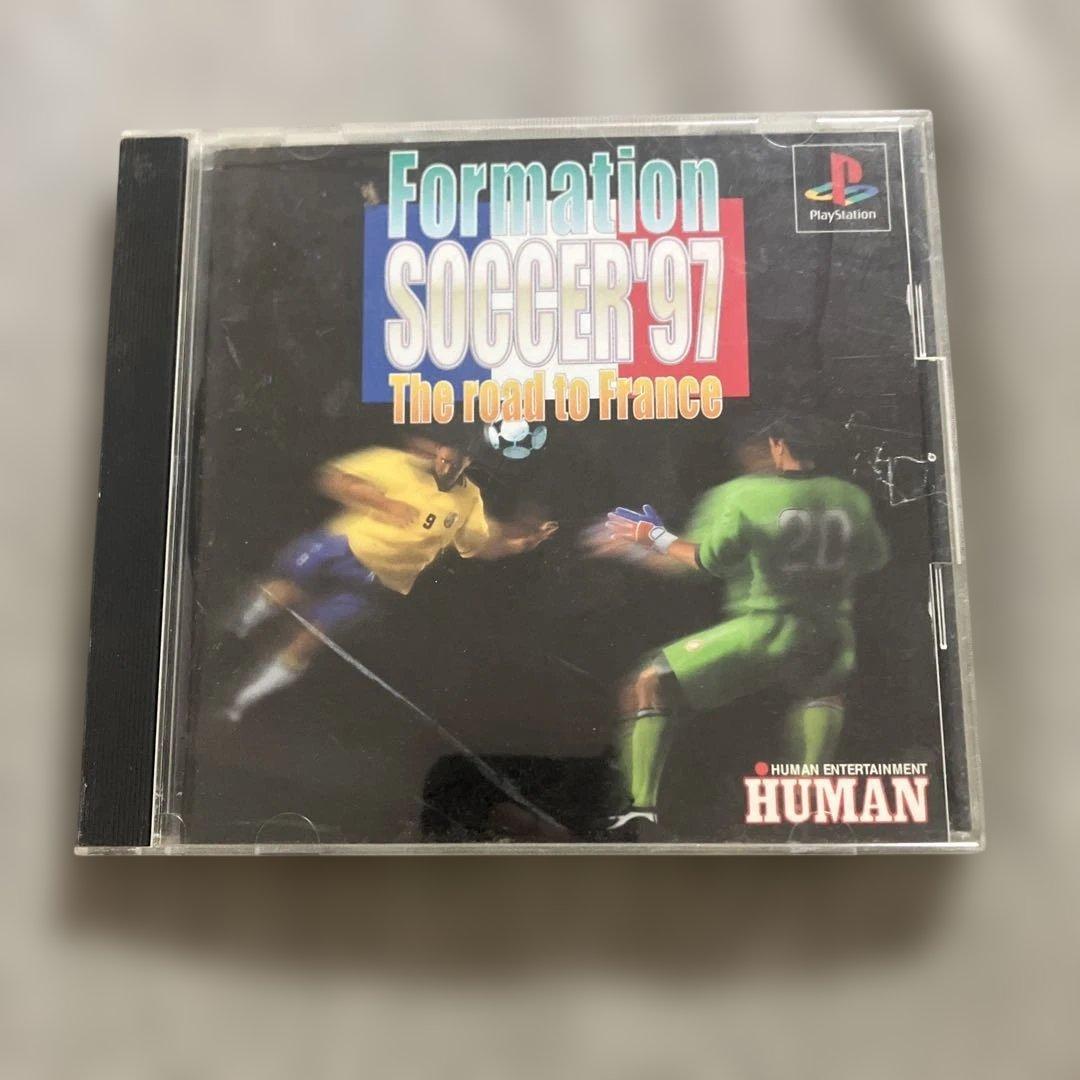 Formation
SOCCER'97
The road to France
PlayStation
9
20
HUMAN ENTERTAINMENT
HUMAN